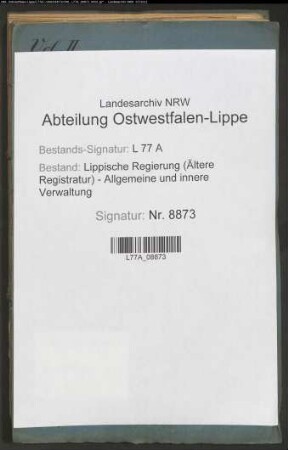 Vol. II
Landesarchiv NRW
Abteilung Ostwestfalen-Lippe
Bestands-Signatur: L 77 A
Bestand: Lippische Regierung (Ältere
Registratur) - Allgemeine und innere
Verwaltung
Signatur: Nr. 8873
L77A_08873